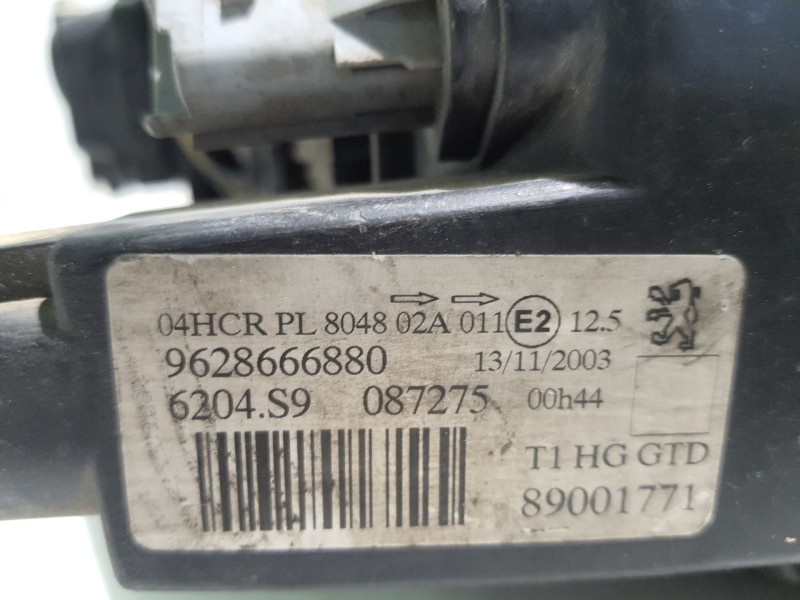 04HCR PL 8048 02A 011 E2 12.5
9628666880 13/11/2003
6204.S9 087275 00h44
T1 HG GTD
89001771